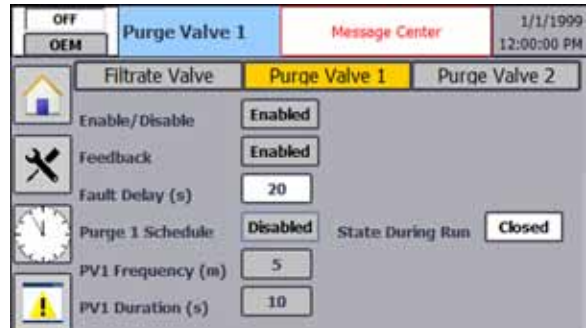 OFF
OEM
Purge Valve 1
Message Center
1/1/1999
12:00:00 PM
Filtrate Valve
Purge Valve 1
Purge Valve 2
Enable/Disable Enabled
Feedback Enabled
Fault Delay (s) 20
Purge 1 Schedule Disabled State During Run Closed
PV1 Frequency (m) 5
PV1 Duration (s) 10